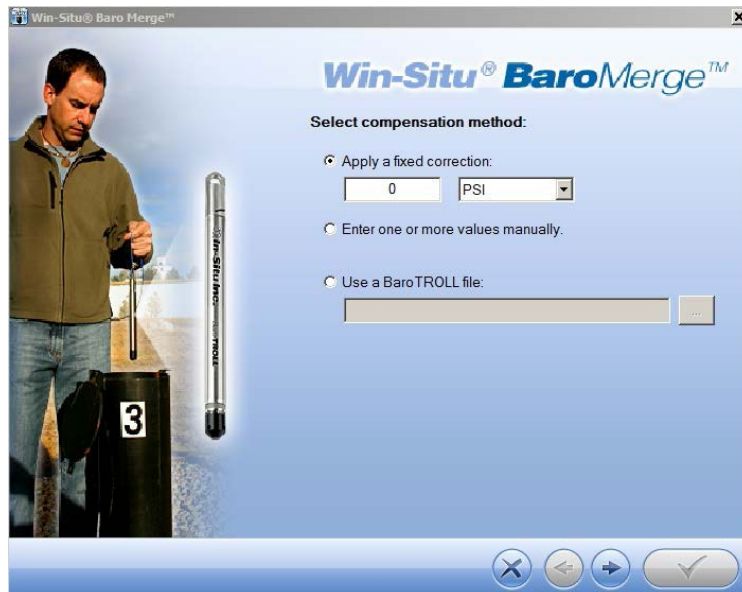 Win-Situ® Baro Merge™
Win-Situ® BaroMerge™
Select compensation method:
Apply a fixed correction:
0 PSI
Enter one or more values manually.
Use a BaroTROLL file:
...
In-Situ Inc.
TROLL
3